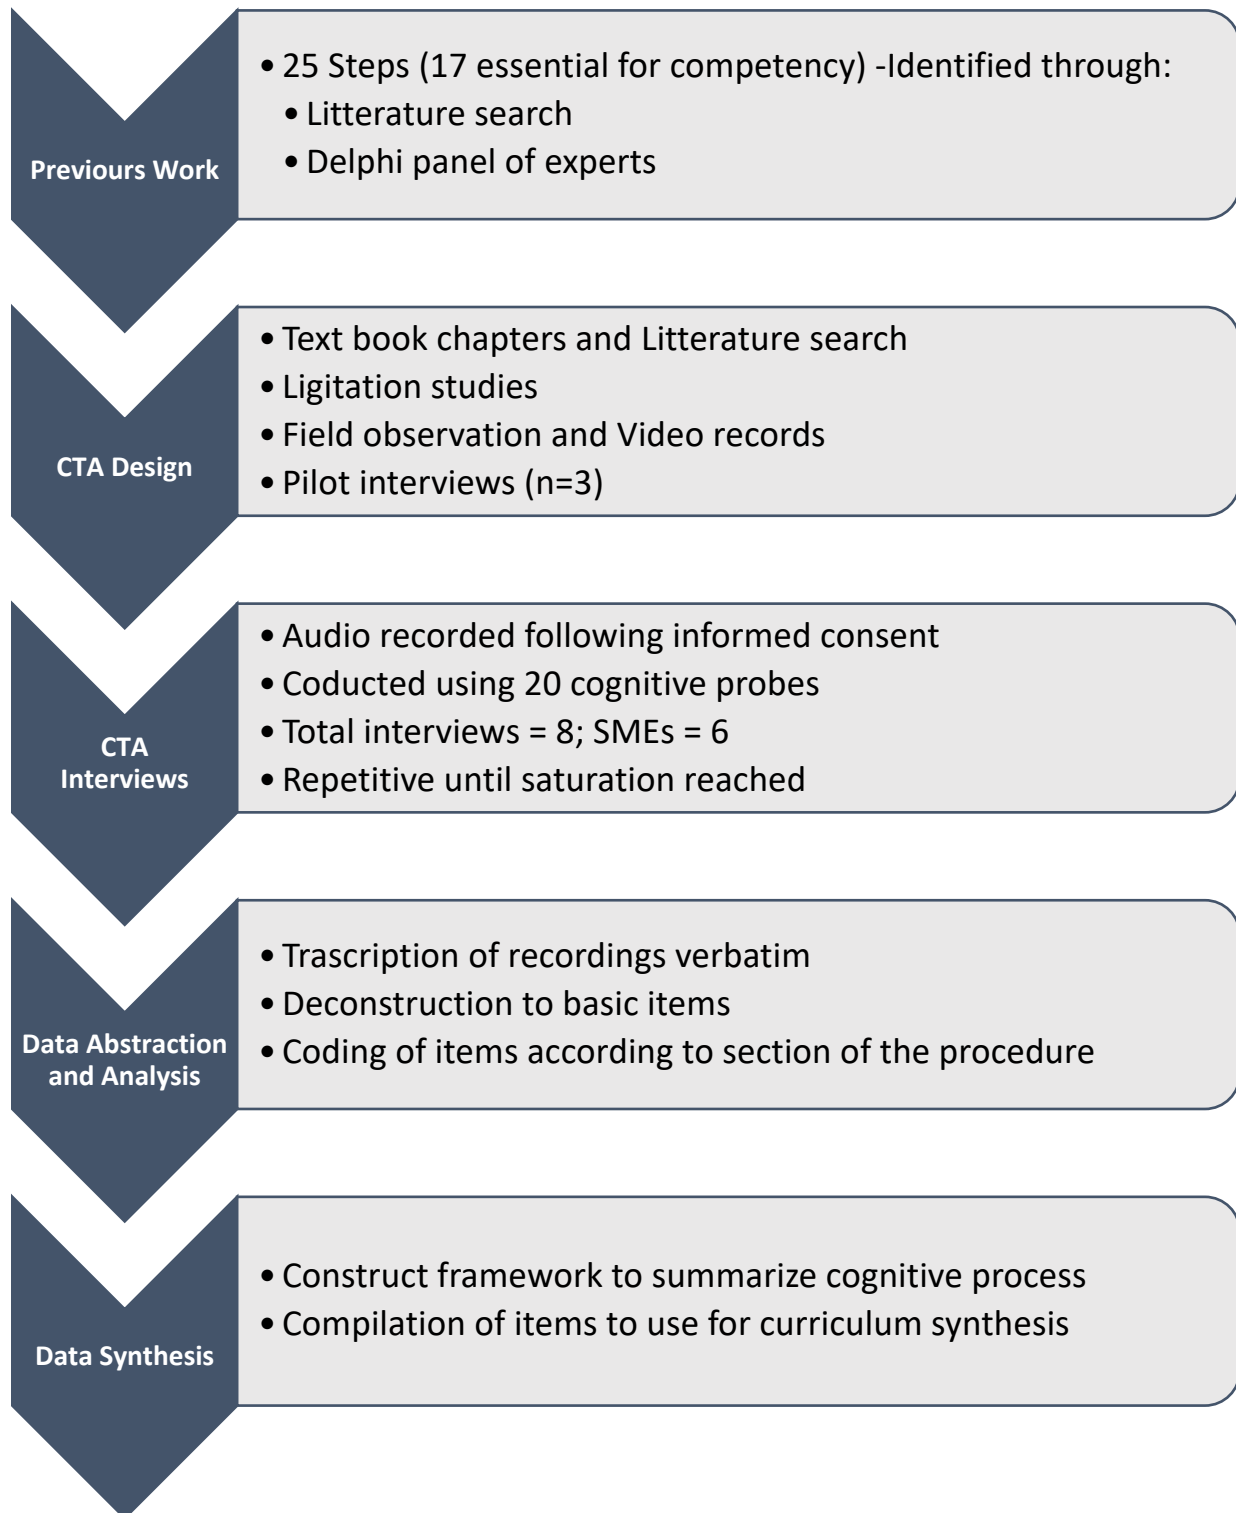 Previours Work
• 25 Steps (17 essential for competency) -Identified through:
• Litterature search
• Delphi panel of experts
CTA Design
• Text book chapters and Litterature search
• Ligitation studies
• Field observation and Video records
• Pilot interviews (n=3)
CTA
Interviews
• Audio recorded following informed consent
• Coducted using 20 cognitive probes
• Total interviews = 8; SMEs = 6
• Repetitive until saturation reached
Data Abstraction
and Analysis
• Trascription of recordings verbatim
• Deconstruction to basic items
• Coding of items according to section of the procedure
Data Synthesis
• Construct framework to summarize cognitive process
• Compilation of items to use for curriculum synthesis